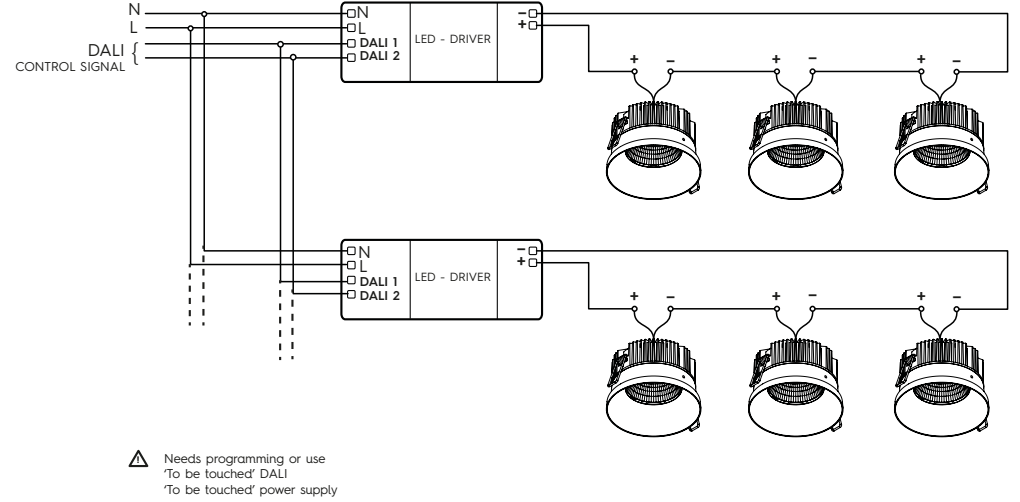 N
L
DALI {
CONTROL SIGNAL
N
L
DALI 1
DALI 2
LED - DRIVER
-
+
+ - + - + -
N
L
DALI 1
DALI 2
LED - DRIVER
-
+
+ - + - + -
Needs programming or use
'To be touched' DALI
'To be touched' power supply